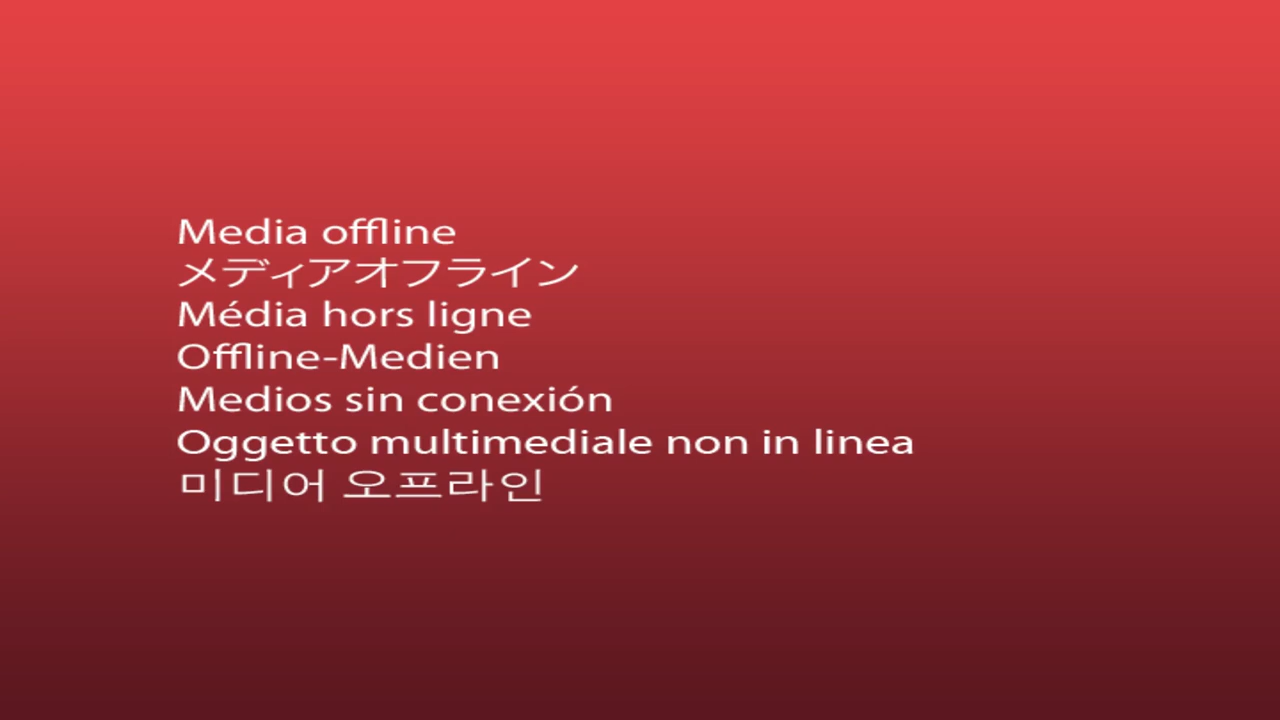 Media offline
メディアオフライン
Média hors ligne
Offline-Medien
Medios sin conexión
Oggetto multimediale non in linea
미디어 오프라인